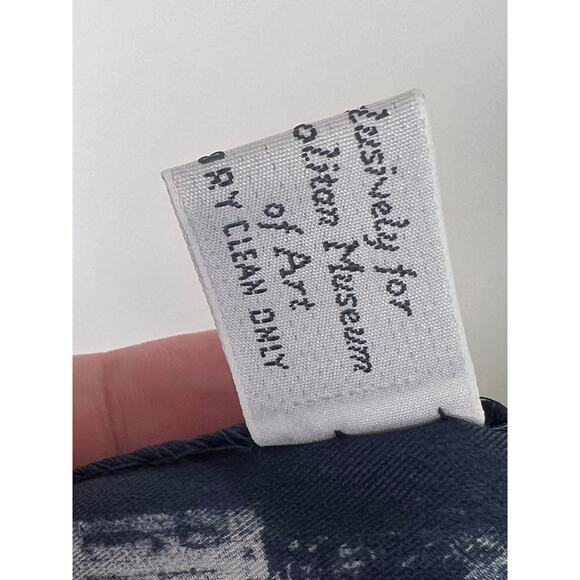 lusively for
olitan Museum
of Art
RY CLEAN ONLY